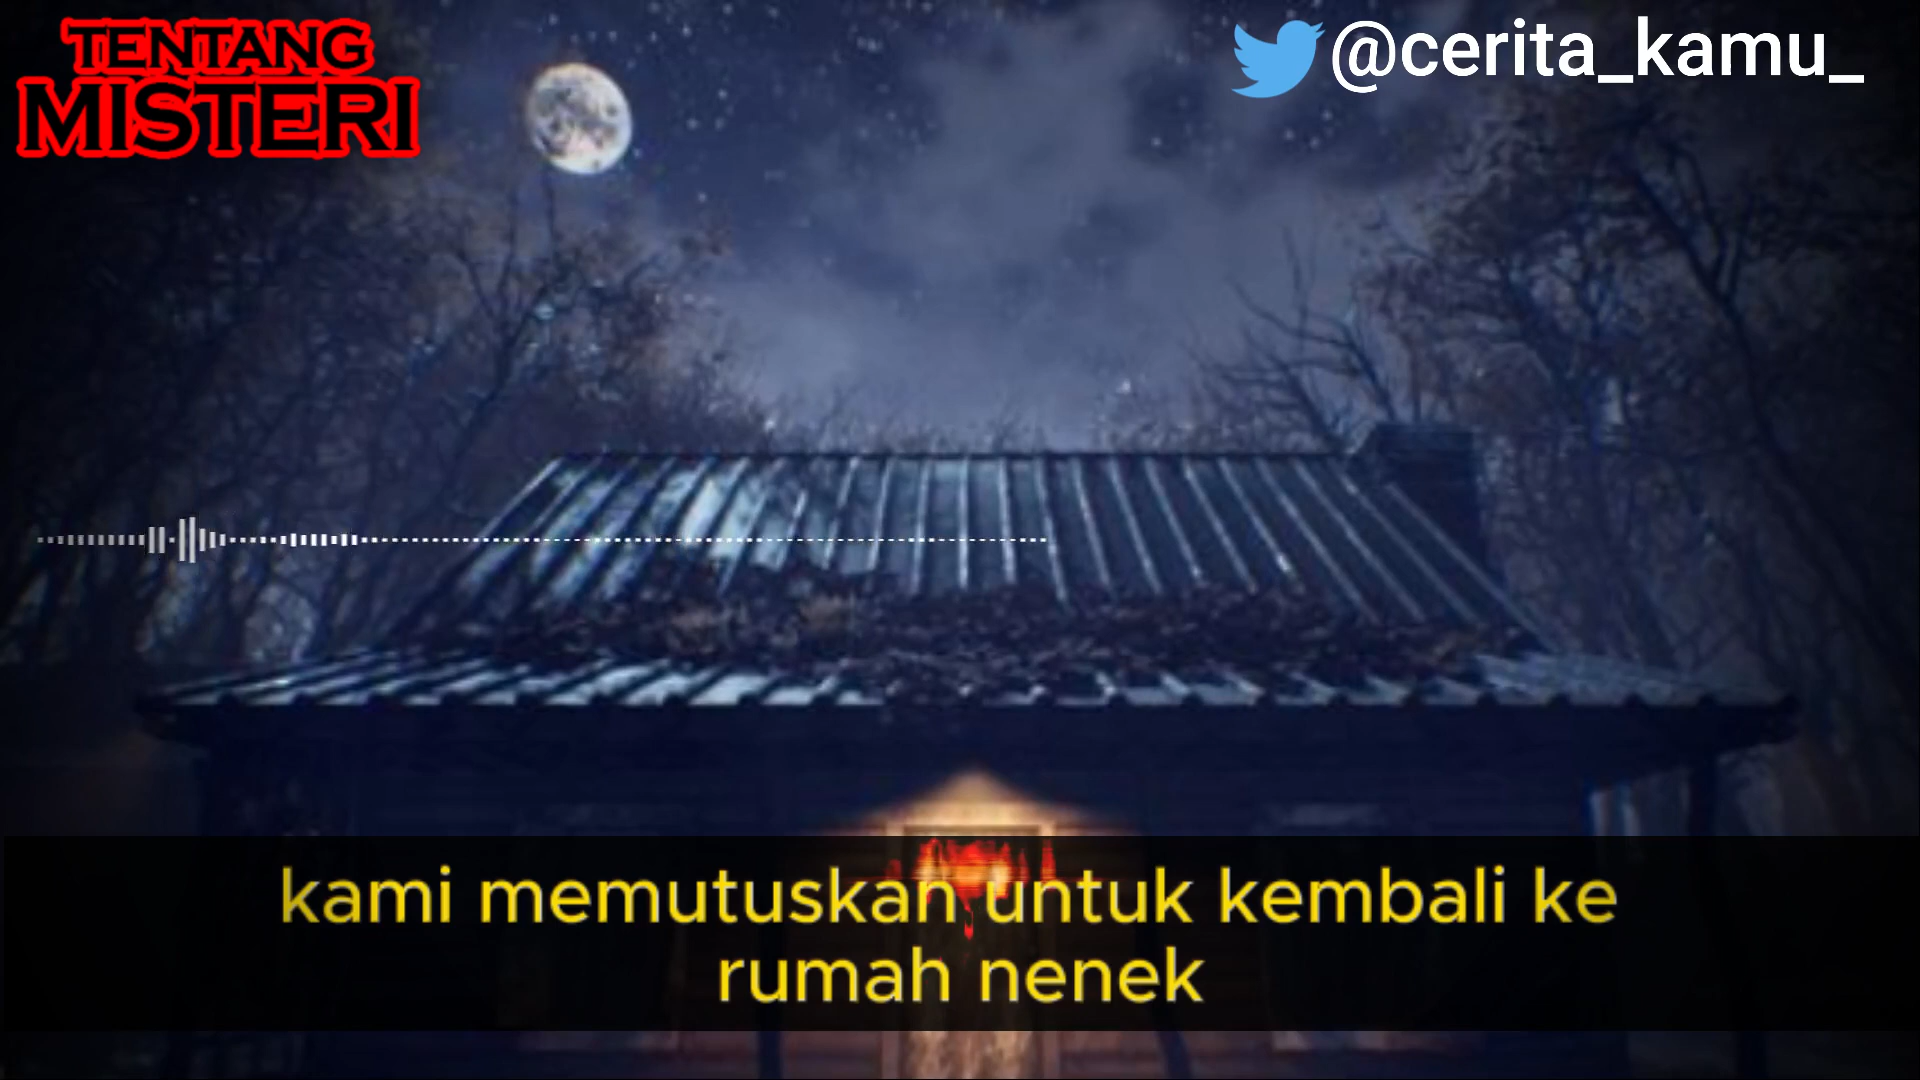 TENTANG
MISTERI
@cerita_kamu_
kami memutuskan untuk kembali ke
rumah nenek